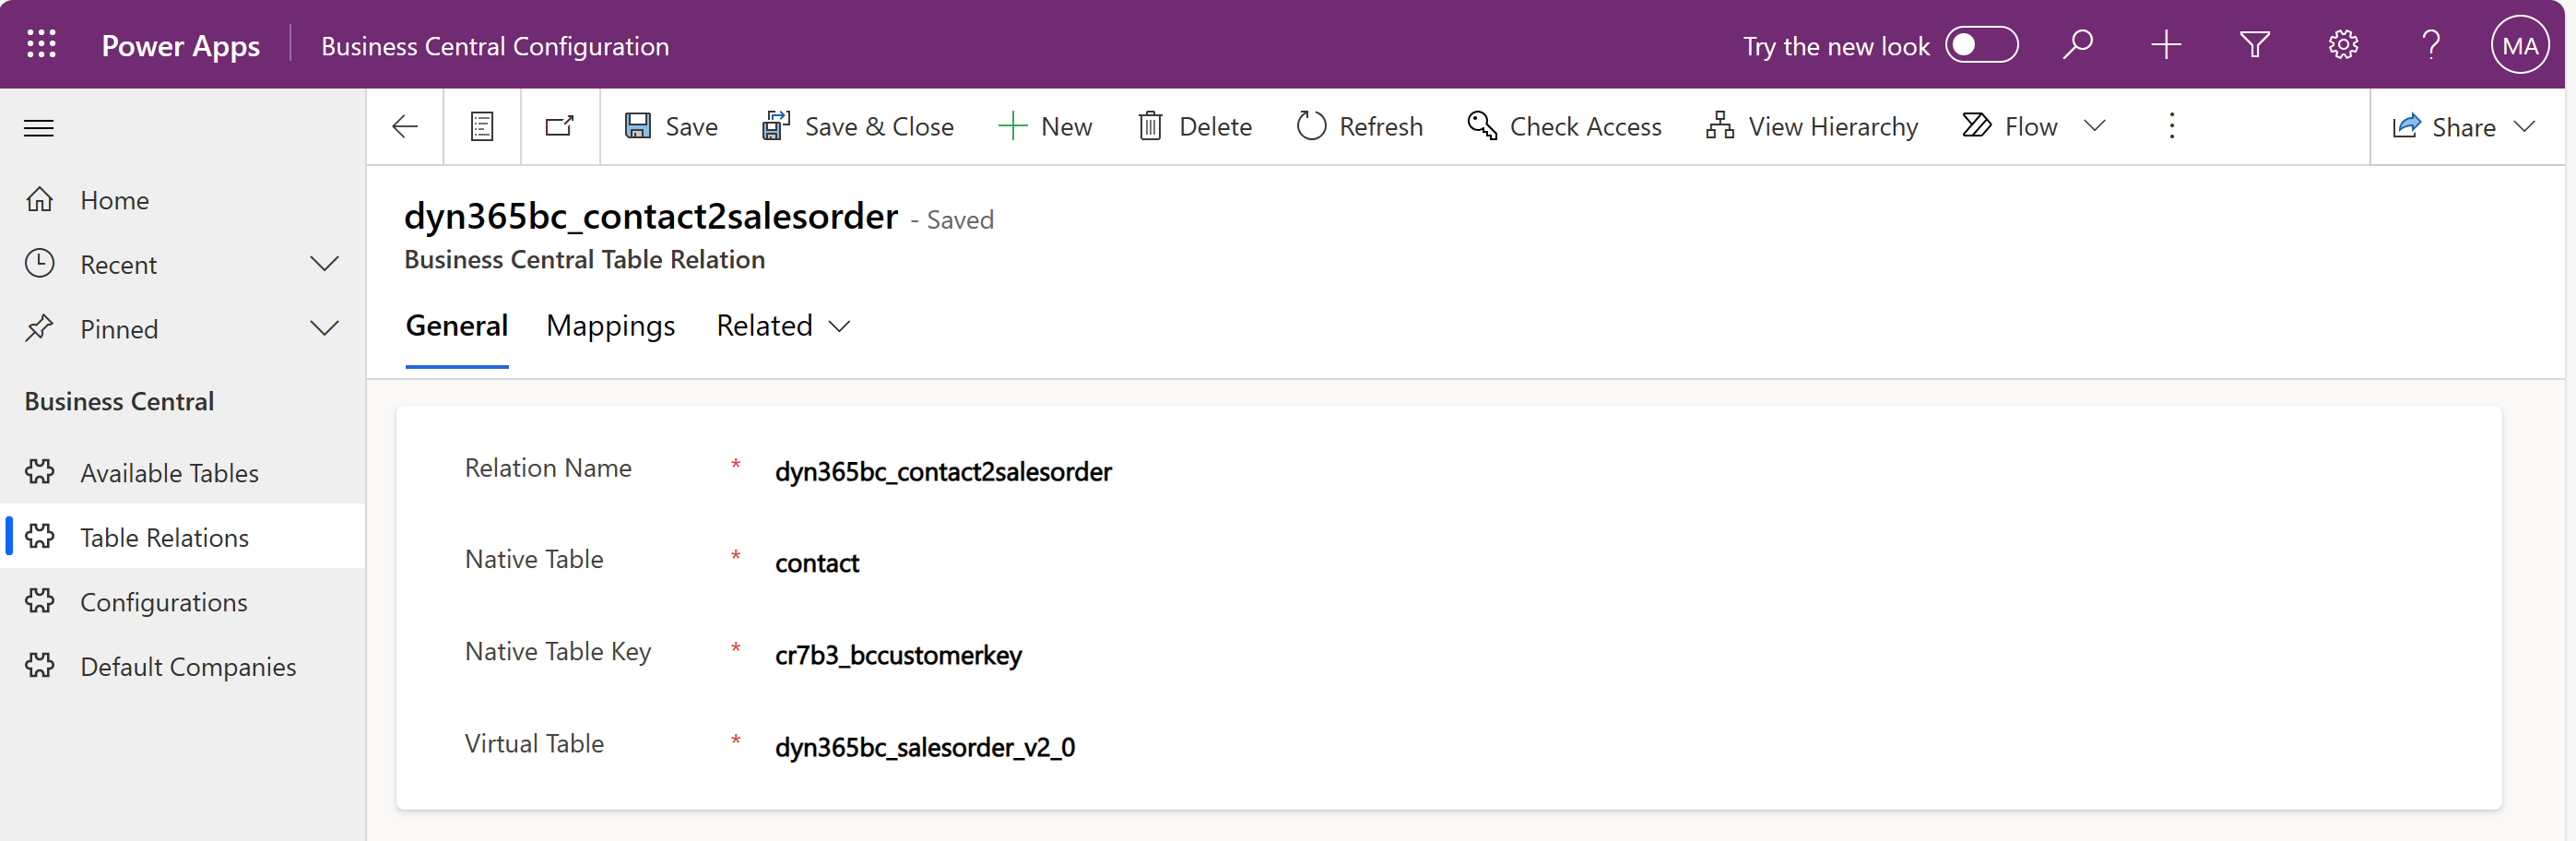 Power Apps Business Central Configuration Try the new look MA
Save Save & Close New Delete Refresh Check Access View Hierarchy Flow Share
Home
Recent
Pinned
Business Central
Available Tables
Table Relations
Configurations
Default Companies
dyn365bc_contact2salesorder - Saved
Business Central Table Relation
General Mappings Related
Relation Name * dyn365bc_contact2salesorder
Native Table * contact
Native Table Key * cr7b3_bccustomerkey
Virtual Table * dyn365bc_salesorder_v2_0